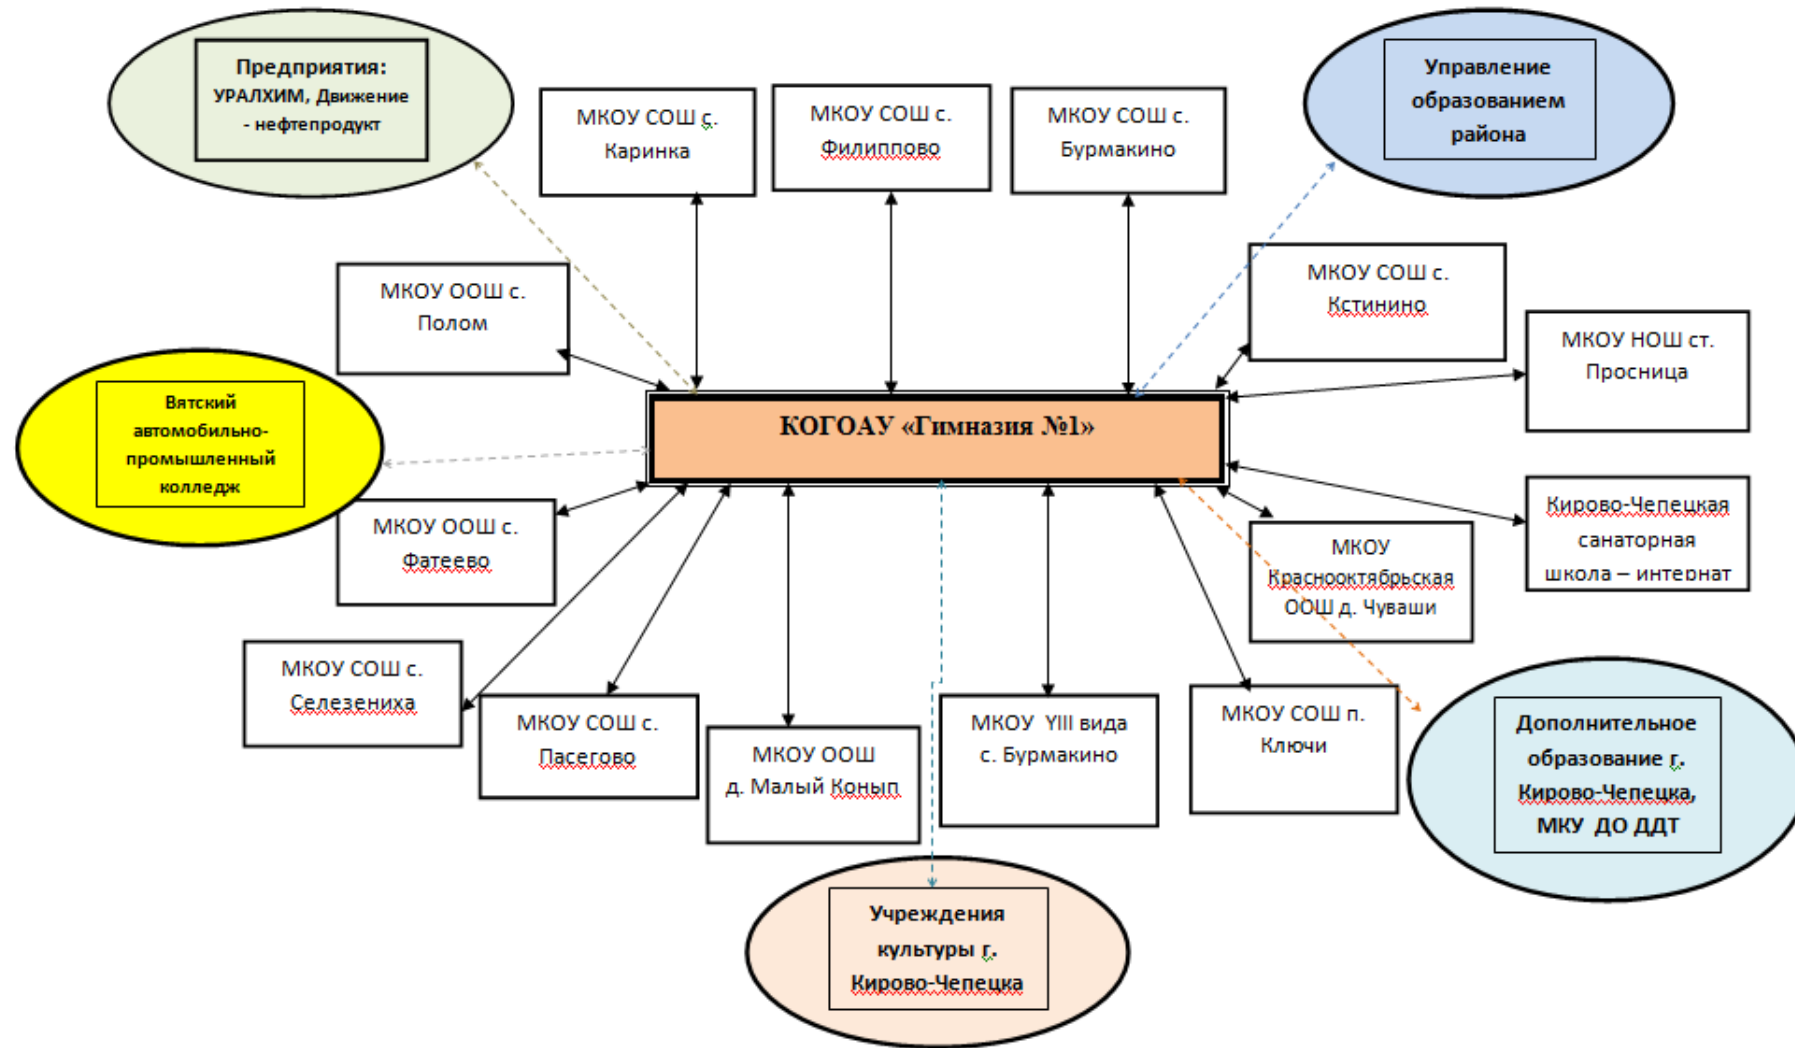 Предприятия:
УРАЛХИМ, Движение
- нефтепродукт
МКОУ СОШ с.
Каринка
МКОУ СОШ с.
Филиппово
МКОУ СОШ с.
Бурмакино
Управление
образованием
района
МКОУ ООШ с.
Полом
МКОУ СОШ с.
Кстинино
МКОУ НОШ ст.
Просница
Вятский
автомобильно-
промышленный
колледж
КОГОАУ «Гимназия №1»
МКОУ ООШ с.
Фатеево
МКОУ
Краснооктябрьская
ООШ д. Чуваши
Кирово-Чепецкая
санаторная
школа – интернат
МКОУ СОШ с.
Селезениха
МКОУ СОШ с.
Пасегово
МКОУ ООШ
д. Малый Конып
МКОУ YIII вида
с. Бурмакино
МКОУ СОШ п.
Ключи
Дополнительное
образование г.
Кирово-Чепецка,
МКУ ДО ДДТ
Учреждения
культуры г.
Кирово-Чепецка